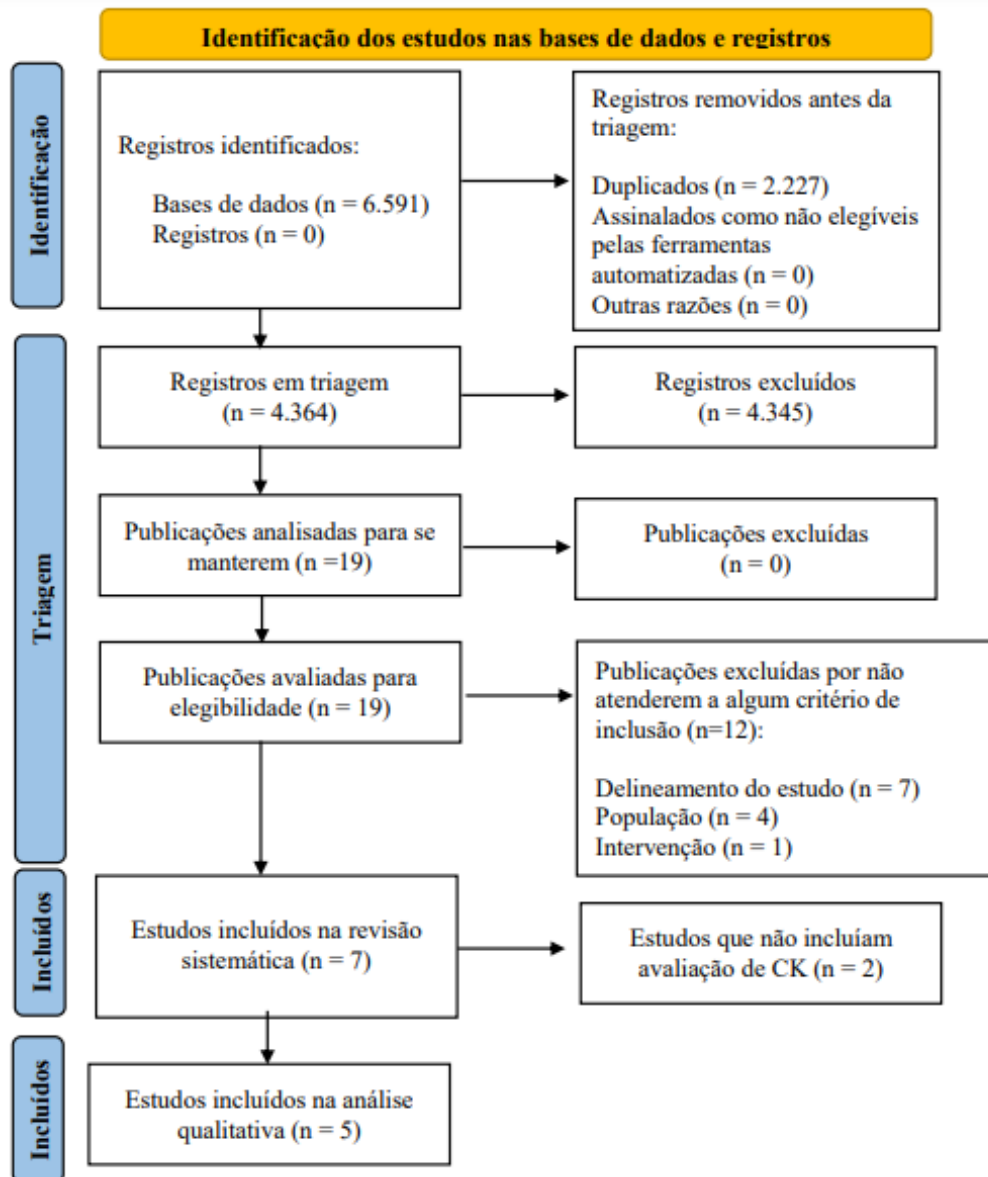 Identificação dos estudos nas bases de dados e registros
Identificação
Registros identificados:
Bases de dados (n = 6.591)
Registros (n = 0)
Registros removidos antes da
triagem:
Duplicados (n = 2.227)
Assinalados como não elegíveis
pelas ferramentas
automatizadas (n = 0)
Outras razões (n = 0)
Triagem
Registros em triagem
(n = 4.364)
Registros excluídos
(n = 4.345)
Publicações analisadas para se
manterem (n =19)
Publicações excluídas
(n = 0)
Publicações avaliadas para
elegibilidade (n = 19)
Publicações excluídas por não
atenderem a algum critério de
inclusão (n=12):
Delineamento do estudo (n = 7)
População (n = 4)
Intervenção (n = 1)
Incluídos
Estudos incluídos na revisão
sistemática (n = 7)
Estudos que não incluíam
avaliação de CK (n = 2)
Incluídos
Estudos incluídos na análise
qualitativa (n = 5)